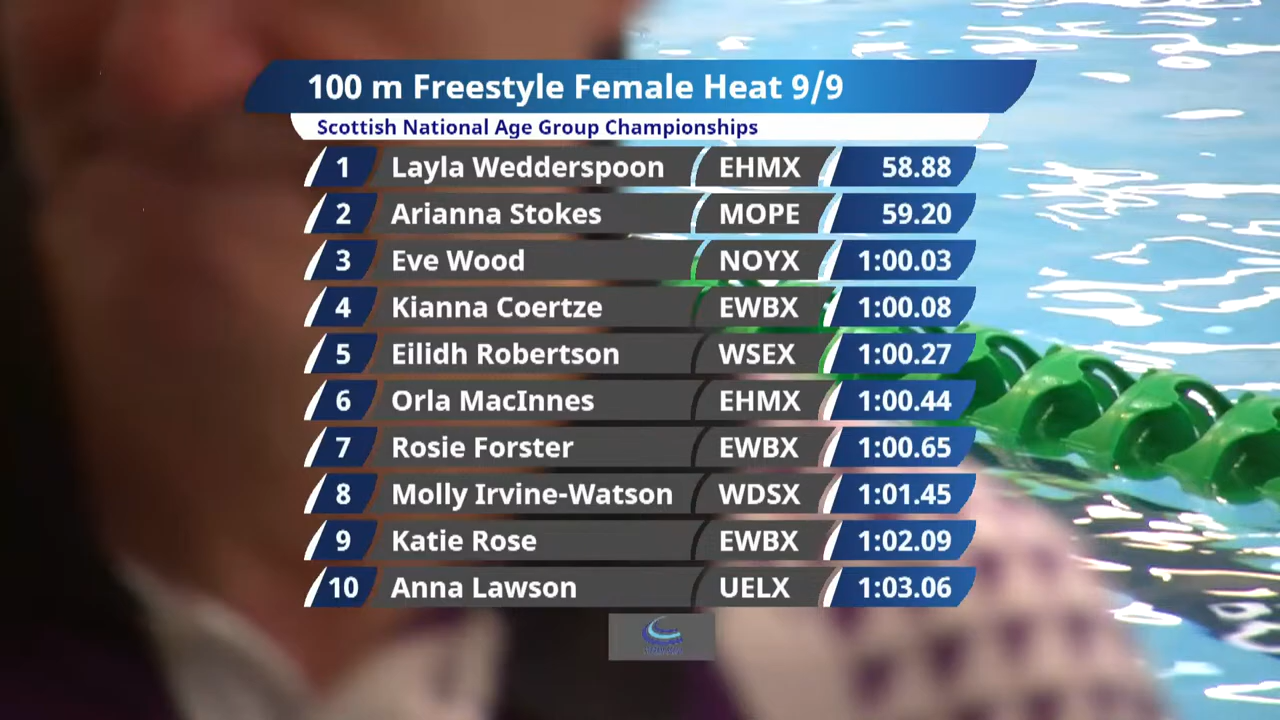 100 m Freestyle Female Heat 9/9
Scottish National Age Group Championships
1 Layla Wedderspoon EHMX 58.88
2 Arianna Stokes MOPE 59.20
3 Eve Wood NOYX 1:00.03
4 Kianna Coertze EWBX 1:00.08
5 Eilidh Robertson WSEX 1:00.27
6 Orla MacInnes EHMX 1:00.44
7 Rosie Forster EWBX 1:00.65
8 Molly Irvine-Watson WDSX 1:01.45
9 Katie Rose EWBX 1:02.09
10 Anna Lawson UELX 1:03.06